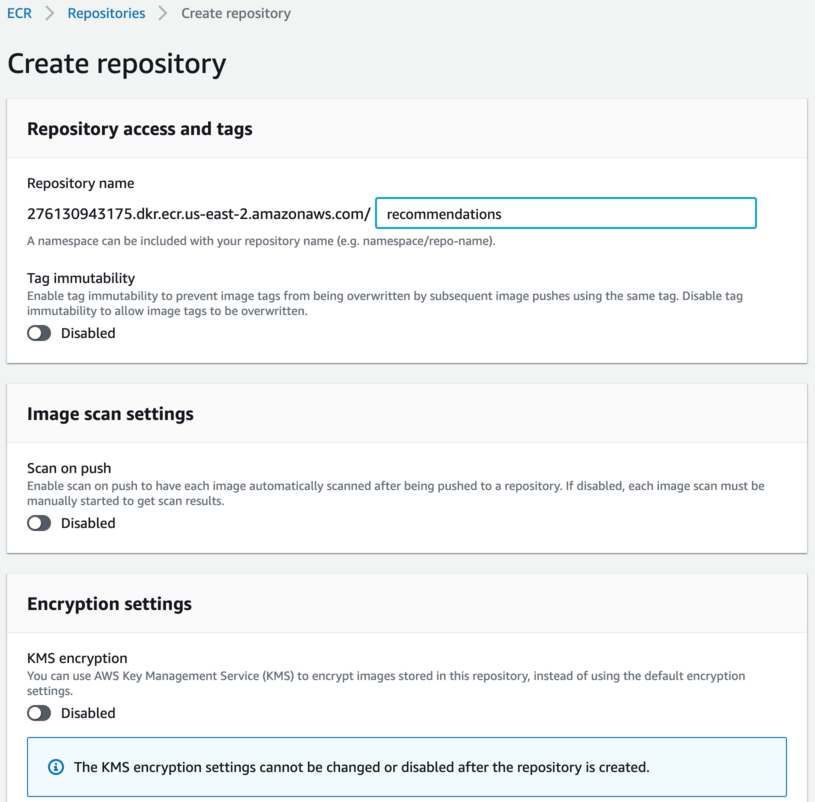 ECR > Repositories > Create repository
Create repository
Repository access and tags
Repository name
276130943175.dkr.ecr.us-east-2.amazonaws.com/ recommendations
A namespace can be included with your repository name (e.g. namespace/repo-name).
Tag immutability
Enable tag immutability to prevent image tags from being overwritten by subsequent image pushes using the same tag. Disable tag
immutability to allow image tags to be overwritten.
Disabled
Image scan settings
Scan on push
Enable scan on push to have each image automatically scanned after being pushed to a repository. If disabled, each image scan must be
manually started to get scan results.
Disabled
Encryption settings
KMS encryption
You can use AWS Key Management Service (KMS) to encrypt images stored in this repository, instead of using the default encryption
settings.
Disabled
The KMS encryption settings cannot be changed or disabled after the repository is created.